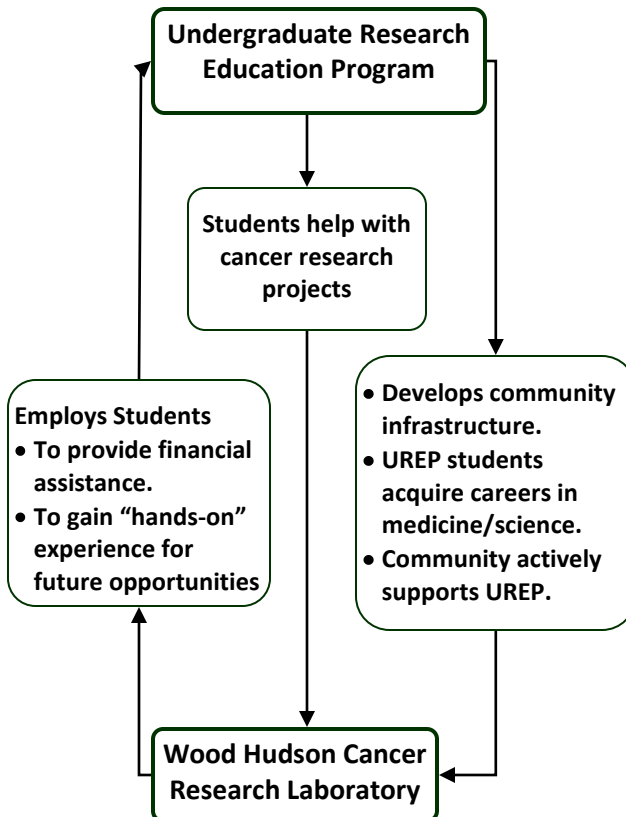 Undergraduate Research
Education Program
Students help with
cancer research
projects
Employs Students
• To provide financial
assistance.
• To gain “hands-on”
experience for
future opportunities
• Develops community
infrastructure.
• UREP students
acquire careers in
medicine/science.
• Community actively
supports UREP.
Wood Hudson Cancer
Research Laboratory